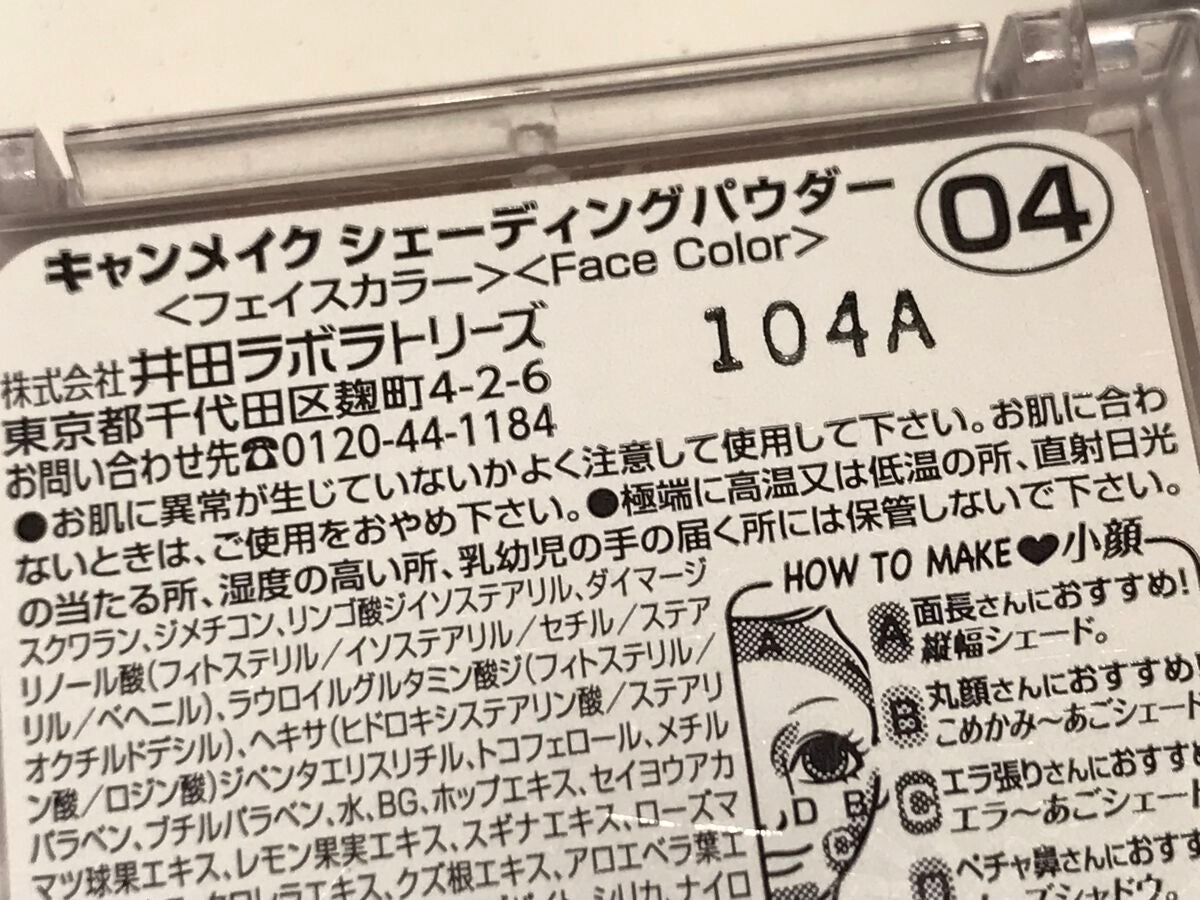 キャンメイク シェーディングパウダー
04
<フェイスカラー><Face Color>
株式会社 井田ラボラトリーズ
104A
東京都千代田区麹町4-2-6
お問い合わせ先☎0120-44-1184
●お肌に異常が生じていないかよく注意して使用して下さい。お肌に合わ
ないときは、ご使用をおやめ下さい。●極端に高温又は低温の所、直射日光
の当たる所、湿度の高い所、乳幼児の手の届く所には保管しないで下さい。
スクワラン、ジメチコン、リンゴ酸ジイソステアリル、ダイマージ
リノール酸(フィトステリル/イソステアリル/セチル/ステア
リル/ベヘニル)、ラウロイルグルタミン酸ジ(フィトステリル/
オクチルドデシル)、ヘキサ(ヒドロキシステアリン酸/ステアリ
ン酸/ロジン酸)ジペンタエリスリチル、トコフェロール、メチル
パラベン、ブチルパラベン、水、BG、ホップエキス、セイヨウアカ
マツ球果エキス、レモン果実エキス、スギナエキス、ローズマ
クロレラエキス、クズ根エキス、アロエベラ葉エ
シリカ、ナイロ
HOW TO MAKE♥小顔
A 面長さんにおすすめ!
縦幅シェード。
B 丸顔さんにおすすめ!
こめかみ～あごシェード
C エラ張りさんにおすすめ
エラ～あごシェード
D ペチャ鼻さんにおすす
ズシャドウ。
A
D B
C